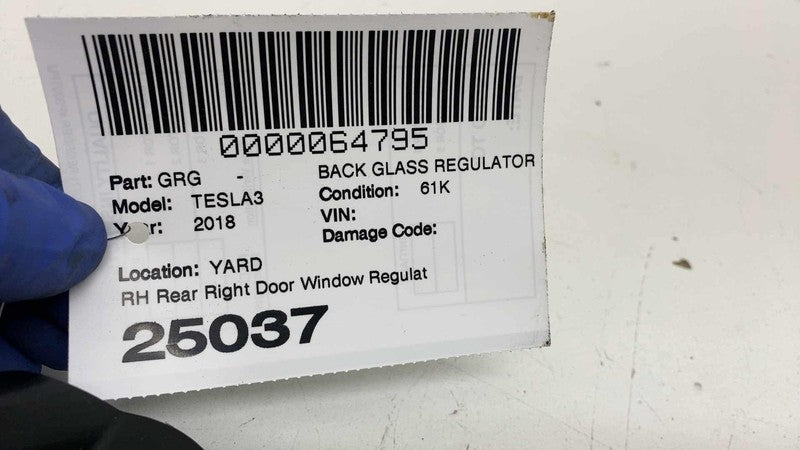 0000064795
Part: GRG - BACK GLASS REGULATOR
Model: TESLA3 Condition: 61K
Year: 2018 VIN:
Damage Code:
Location: YARD
RH Rear Right Door Window Regulat
25037